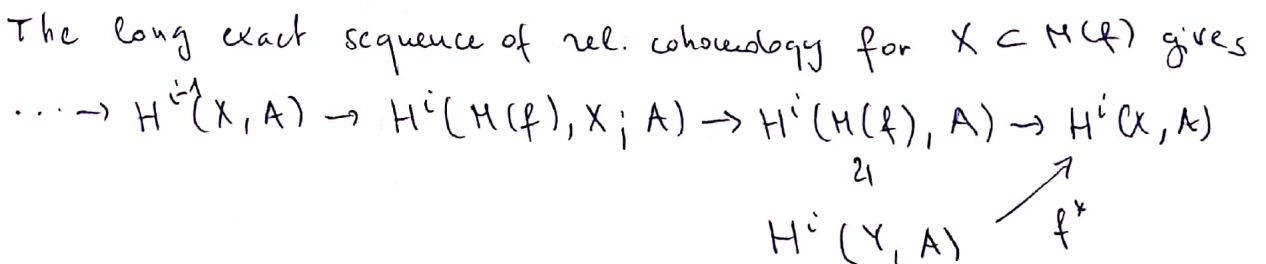 The long exact sequence of rel. cohomology for X ⊂ M(f) gives
... → H^{i-1}(X, A) → H^i(M(f), X; A) → H^i(M(f), A) → H^i(X, A)
≅
H^i(Y, A) ↗ f^*